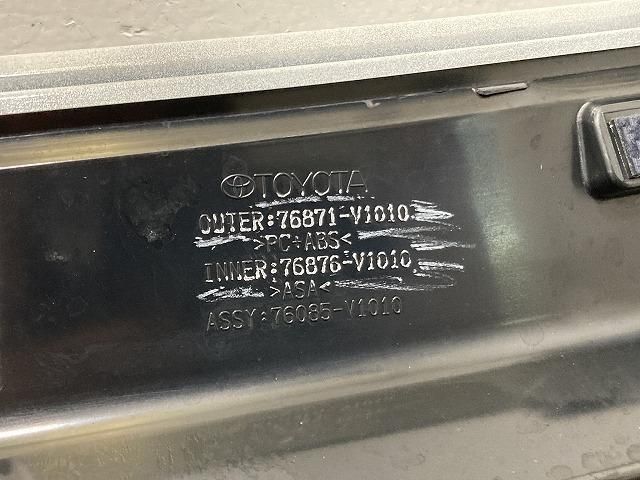 TOYOTA
OUTER:76871-V1010
>PC+ABS<
INNER:76876-V1010
>ASA<
ASSY:76085-V1010